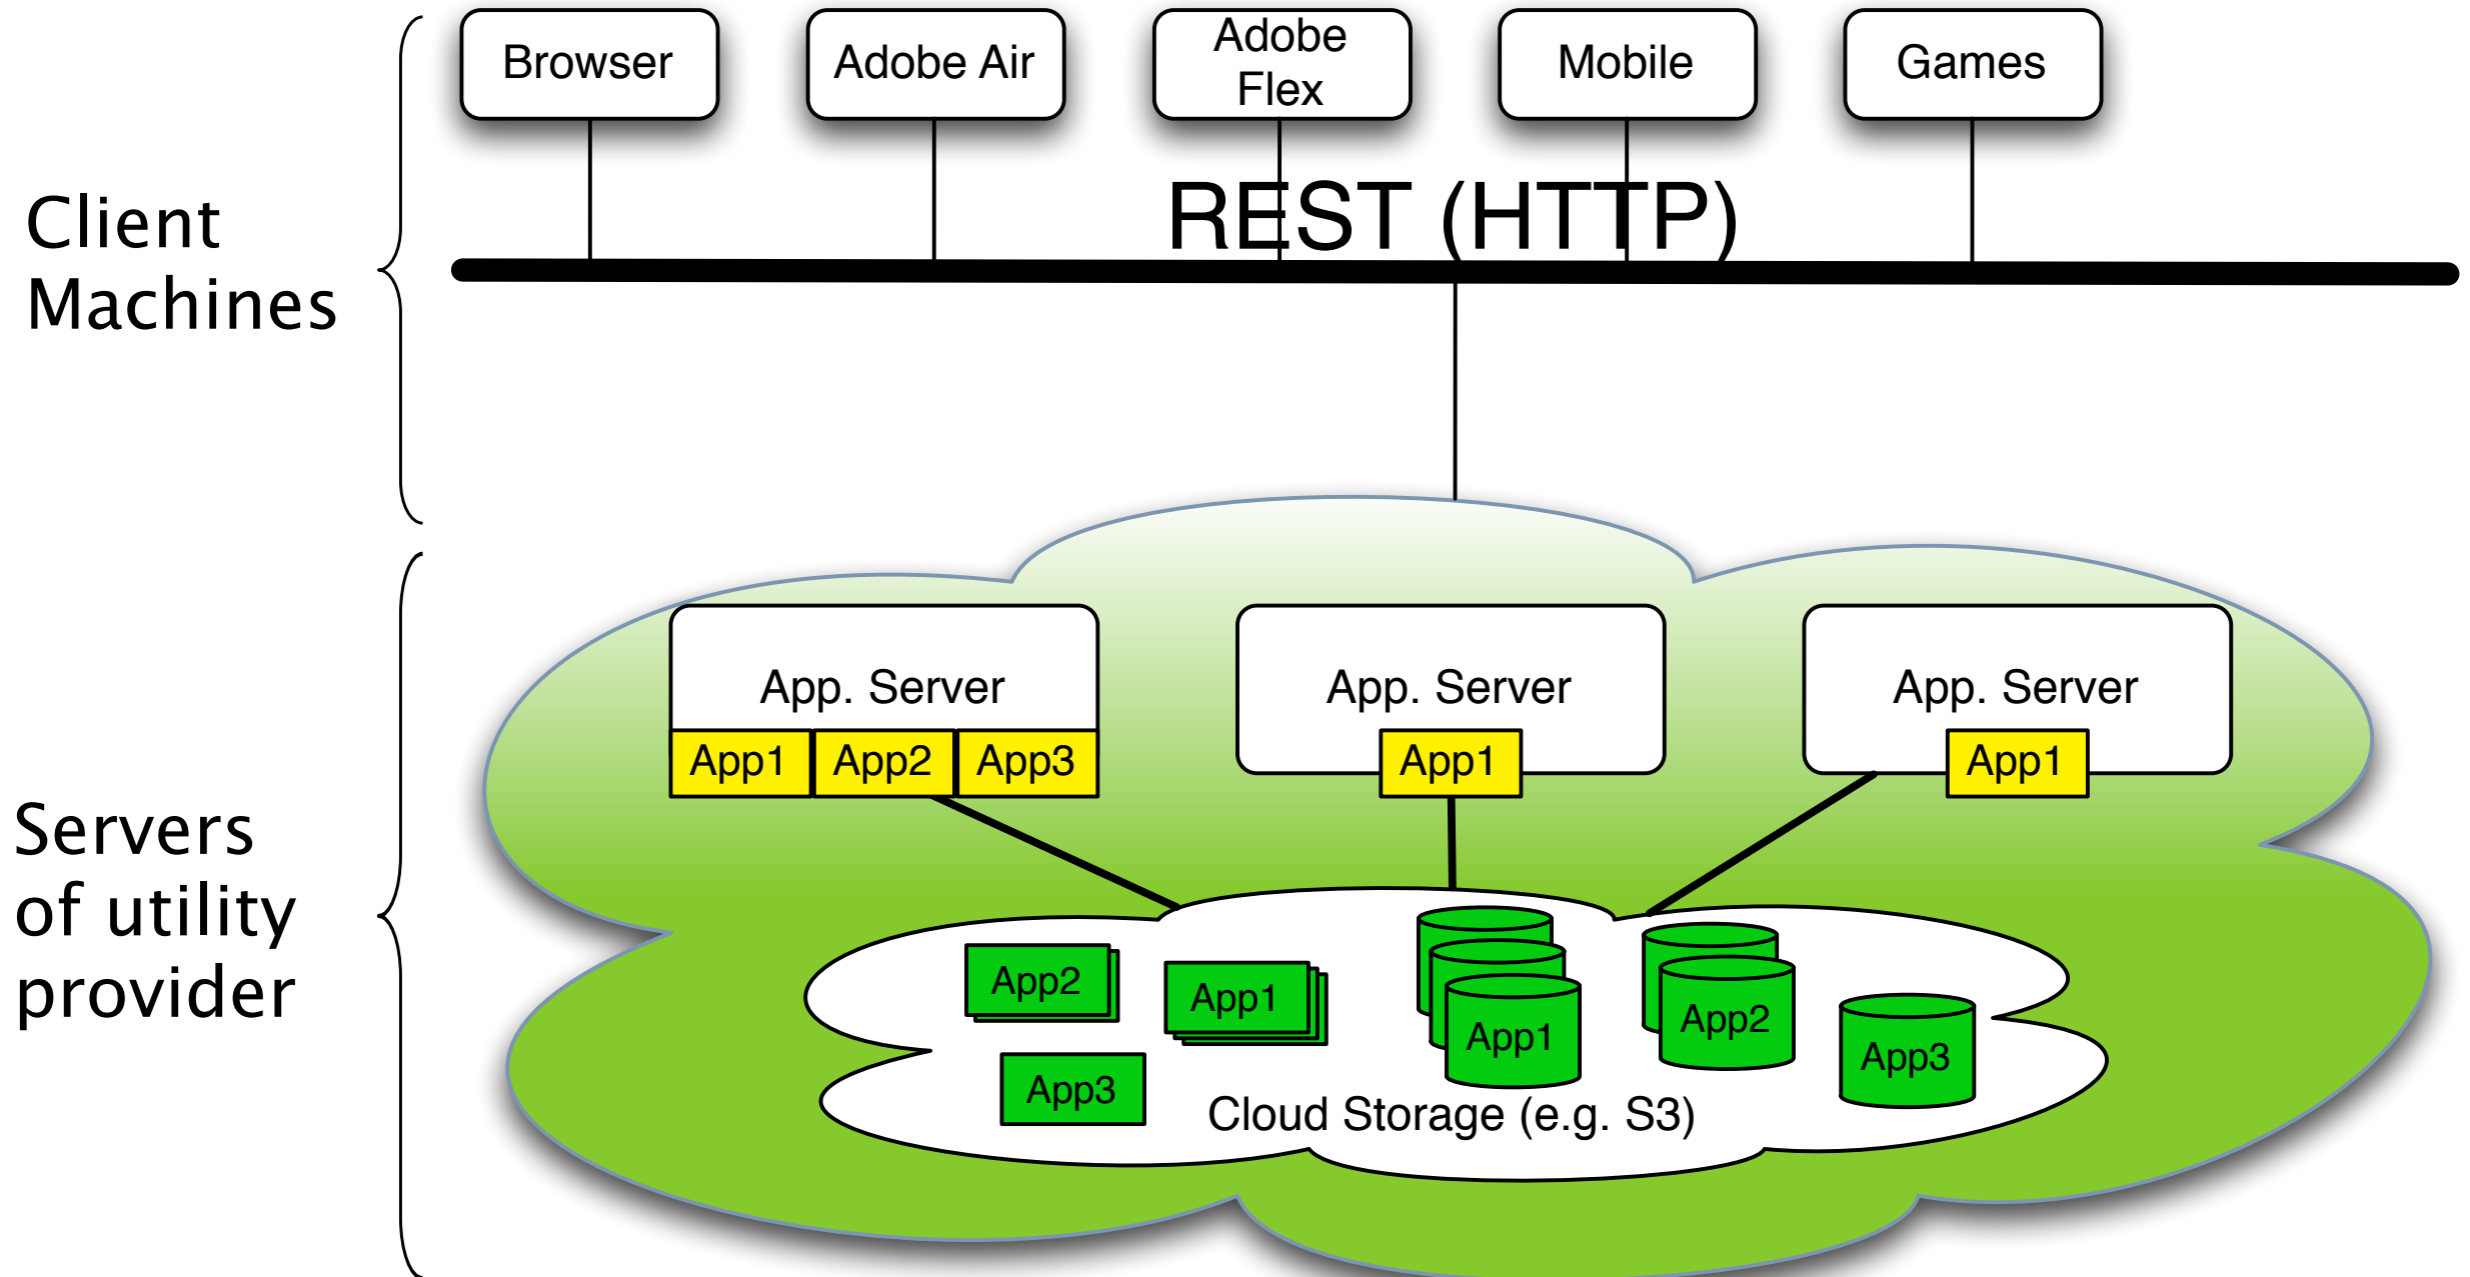 Browser
Adobe Air
Adobe
Flex
Mobile
Games
Client
Machines
REST (HTTP)
Servers
of utility
provider
App. Server
App1
App2
App3
App. Server
App1
App. Server
App1
App2
App1
App3
App1
App2
App3
Cloud Storage (e.g. S3)